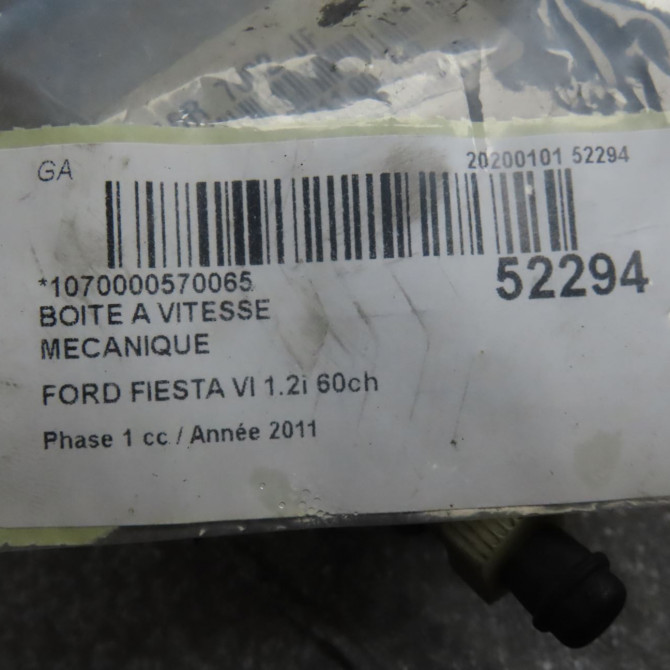 GA
20200101 52294
*1070000570065
52294
BOITE A VITESSE
MECANIQUE
FORD FIESTA VI 1.2i 60ch
Phase 1 cc / Année 2011